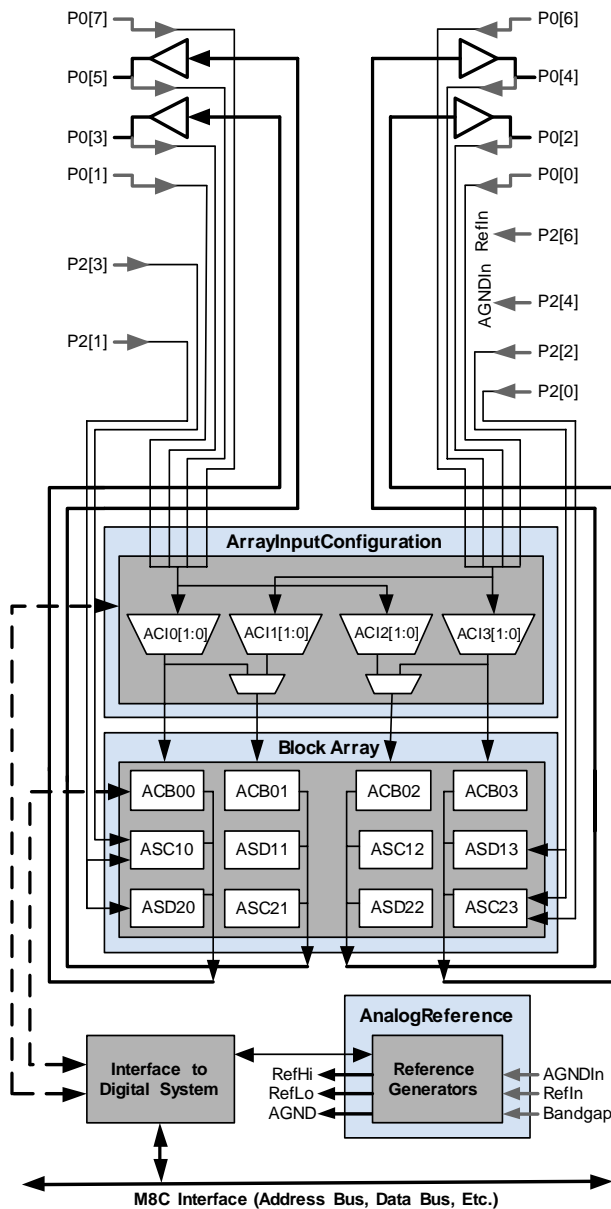 P0[7]
P0[6]
P0[5]
P0[4]
P0[3]
P0[2]
P0[1]
P0[0]
P2[6]
RefIn
P2[3]
AGNDIn
P2[4]
P2[1]
P2[2]
P2[0]
ArrayInputConfiguration
ACI0[1:0]
ACI1[1:0]
ACI2[1:0]
ACI3[1:0]
Block Array
ACB00
ACB01
ACB02
ACB03
ASC10
ASD11
ASC12
ASD13
ASD20
ASC21
ASD22
ASC23
AnalogReference
Interface to
Digital System
RefHi
RefLo
AGND
Reference
Generators
AGNDIn
RefIn
Bandgap
M8C Interface (Address Bus, Data Bus, Etc.)